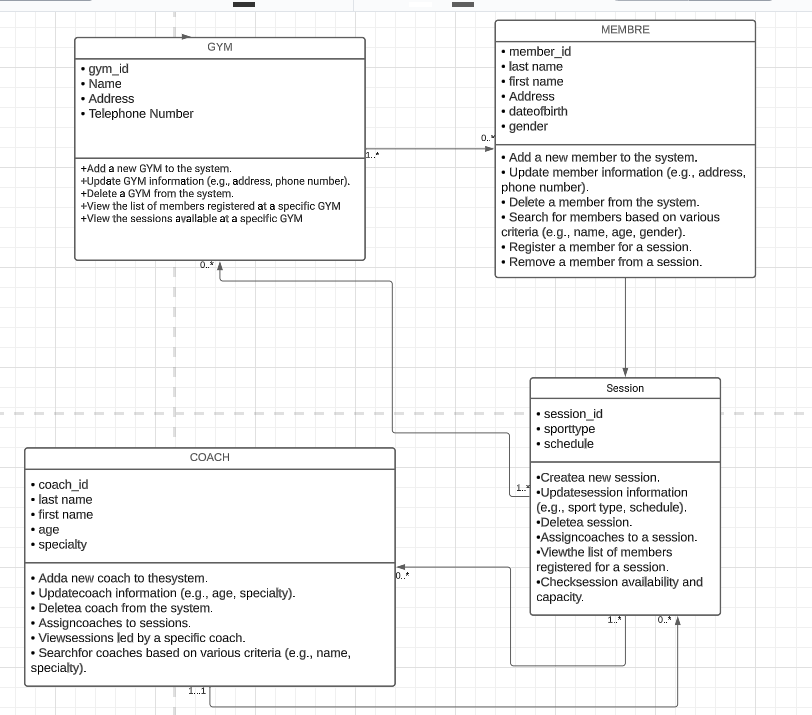 GYM
• gym_id
• Name
• Address
• Telephone Number
+Add a new GYM to the system.
+Update GYM information (e.g., address, phone number).
+Delete a GYM from the system.
+View the list of members registered at a specific GYM
+View the sessions available at a specific GYM
1..*
0..*
0..*
MEMBRE
• member_id
• last name
• first name
• Address
• dateofbirth
• gender
• Add a new member to the system.
• Update member information (e.g., address,
phone number).
• Delete a member from the system.
• Search for members based on various
criteria (e.g., name, age, gender).
• Register a member for a session.
• Remove a member from a session.
Session
• session_id
• sporttype
• schedule
•Createa new session.
•Updatesession information
(e.g., sport type, schedule).
•Deletea session.
•Assigncoaches to a session.
•Viewthe list of members
registered for a session.
•Checksession availability and
capacity.
1..*
1..*
0..*
COACH
• coach_id
• last name
• first name
• age
• specialty
• Adda new coach to thesystem.
• Updatecoach information (e.g., age, specialty).
• Deletea coach from the system.
• Assigncoaches to sessions.
• Viewsessions led by a specific coach.
• Searchfor coaches based on various criteria (e.g., name,
specialty).
0..*
1...1